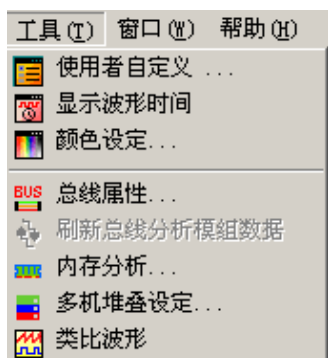 工具(T) 窗口(W) 帮助(H)
使用者自定义 ...
显示波形时间
颜色设定...
BUS 总线属性...
刷新总线分析模组数据
内存分析...
多机堆叠设定...
类比波形